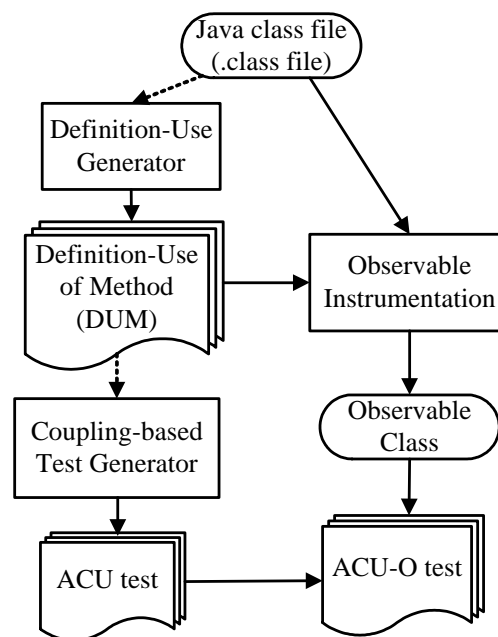 Java class file
(.class file)
Definition-Use
Generator
Definition-Use
of Method
(DUM)
Observable
Instrumentation
Coupling-based
Test Generator
Observable
Class
ACU test
ACU-O test